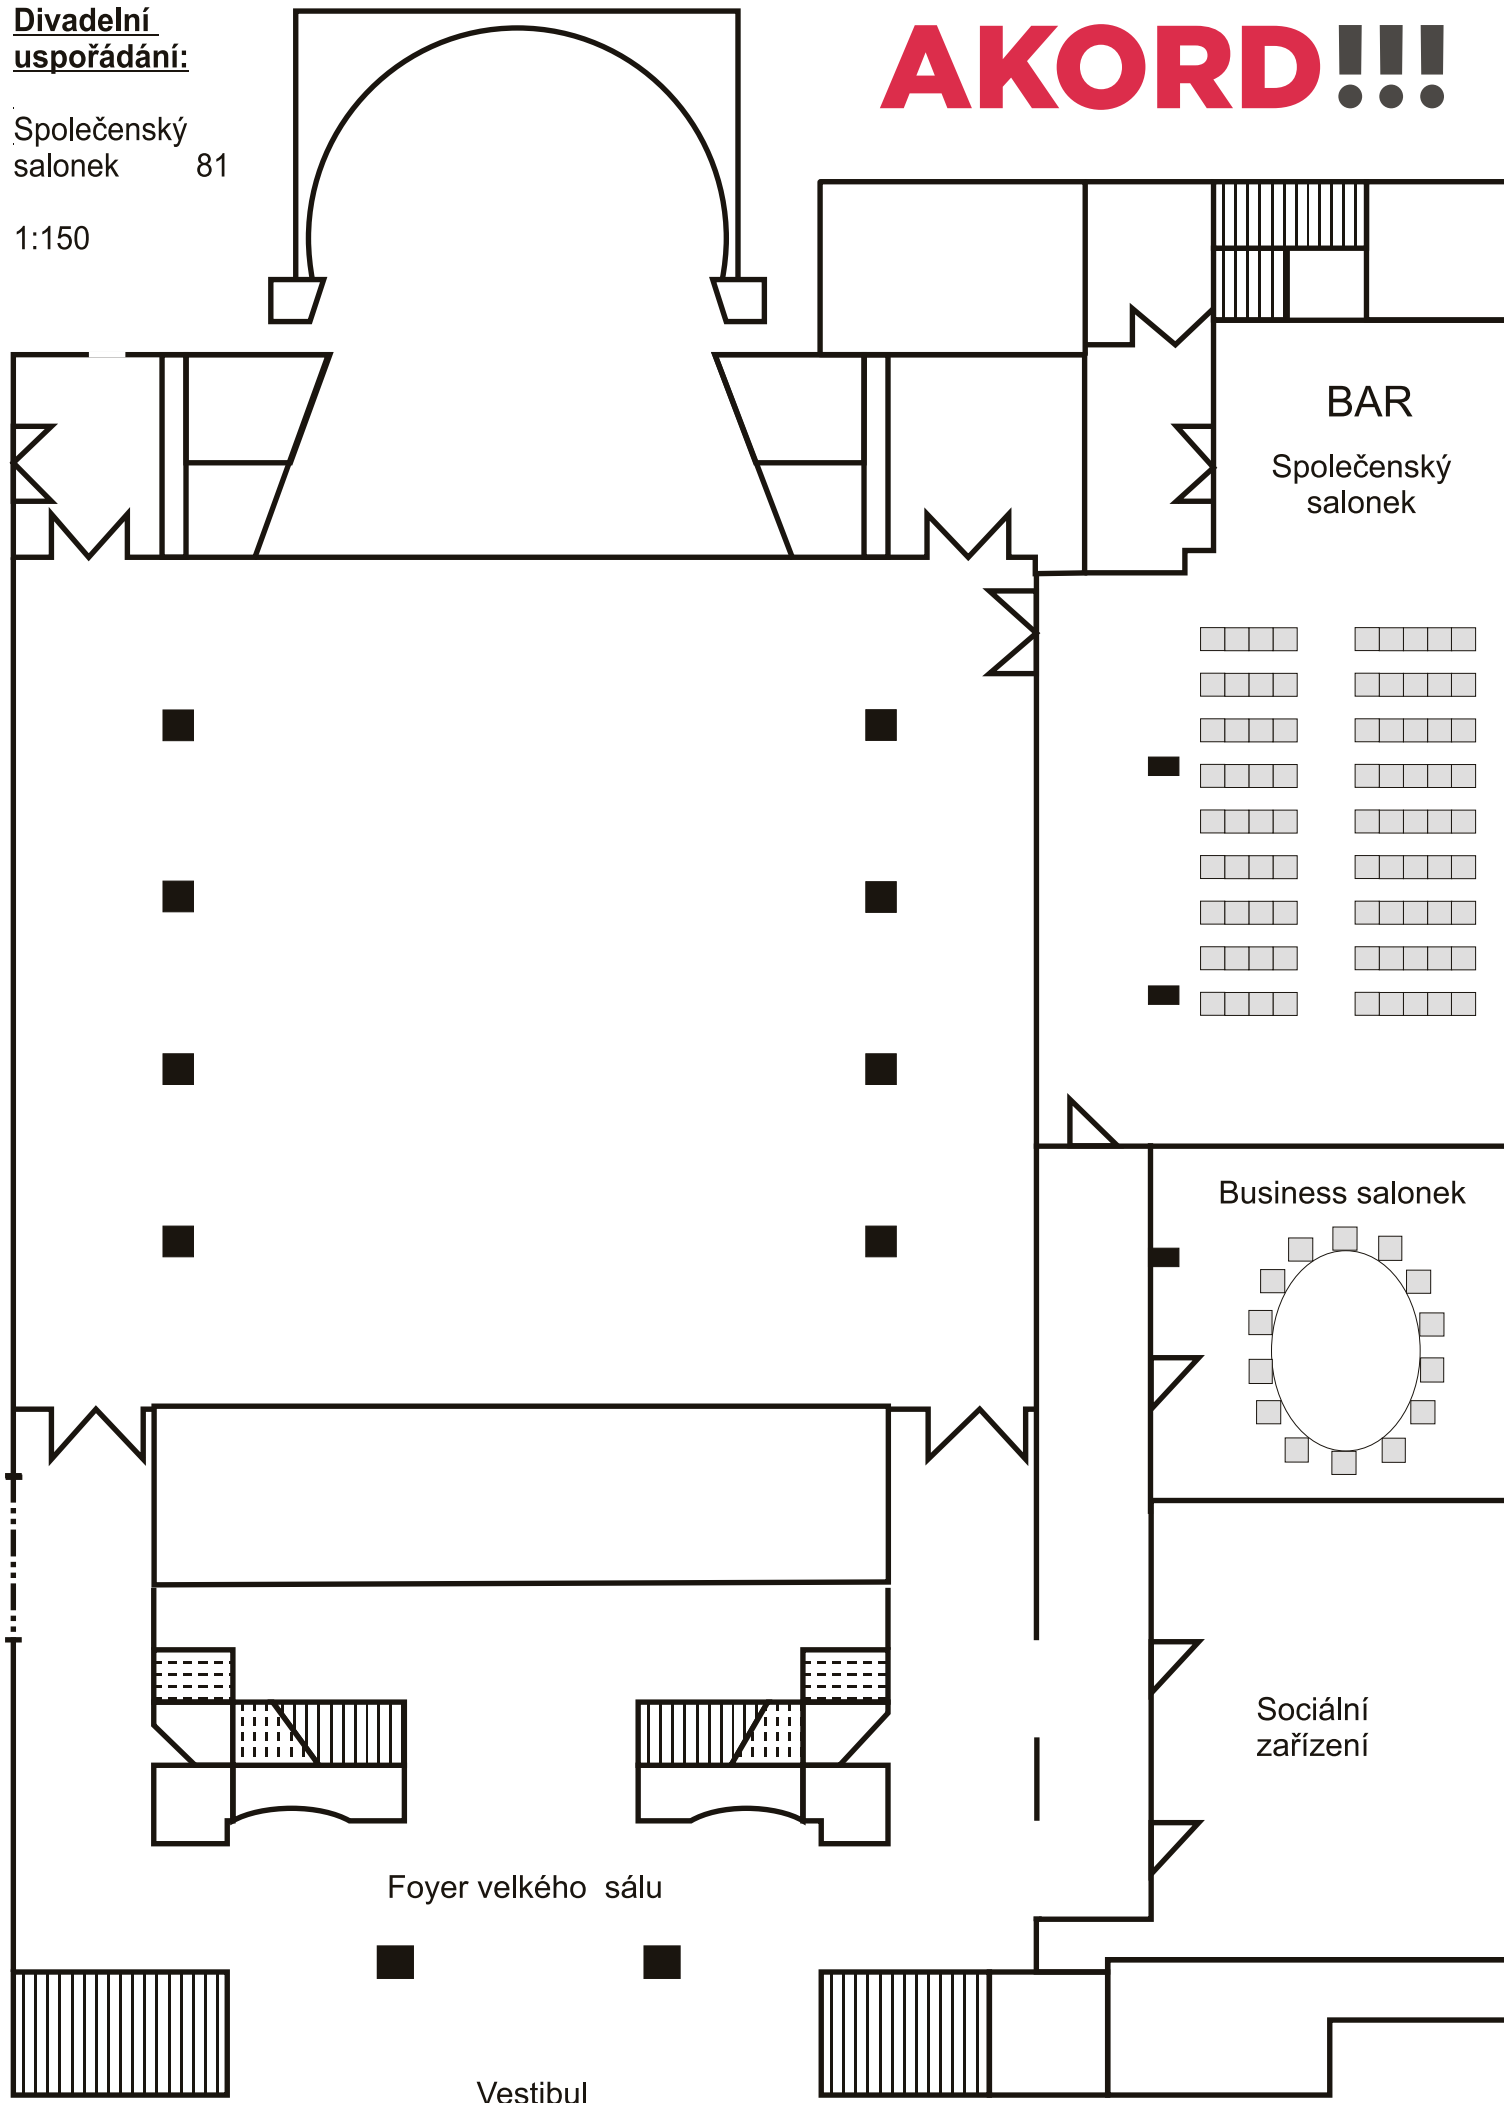 Divadelní
uspořádání:
Společenský
salonek 81
1:150
AKORD!!!
BAR
Společenský
salonek
Business salonek
Sociální
zařízení
Foyer velkého sálu
Vestibul